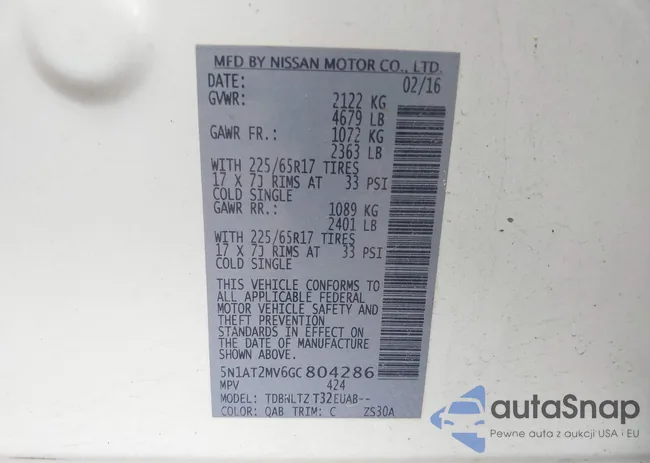 MFD BY NISSAN MOTOR CO., LTD.
DATE: 02/16
GVWR: 2122 KG
4679 LB
GAWR FR.: 1072 KG
2363 LB
WITH 225/65R17 TIRES
17 X 7J RIMS AT 33 PSI
COLD SINGLE
GAWR RR.: 1089 KG
2401 LB
WITH 225/65R17 TIRES
17 X 7J RIMS AT 33 PSI
COLD SINGLE
THIS VEHICLE CONFORMS TO
ALL APPLICABLE FEDERAL
MOTOR VEHICLE SAFETY AND
THEFT PREVENTION
STANDARDS IN EFFECT ON
THE DATE OF MANUFACTURE
SHOWN ABOVE.
5N1AT2MV6GC804286
MPV 424
MODEL: TDBHLTZ T32EUAB--
COLOR: QAB TRIM: C ZS30A
autoSnap
Pewne auta z aukcji USA i EU